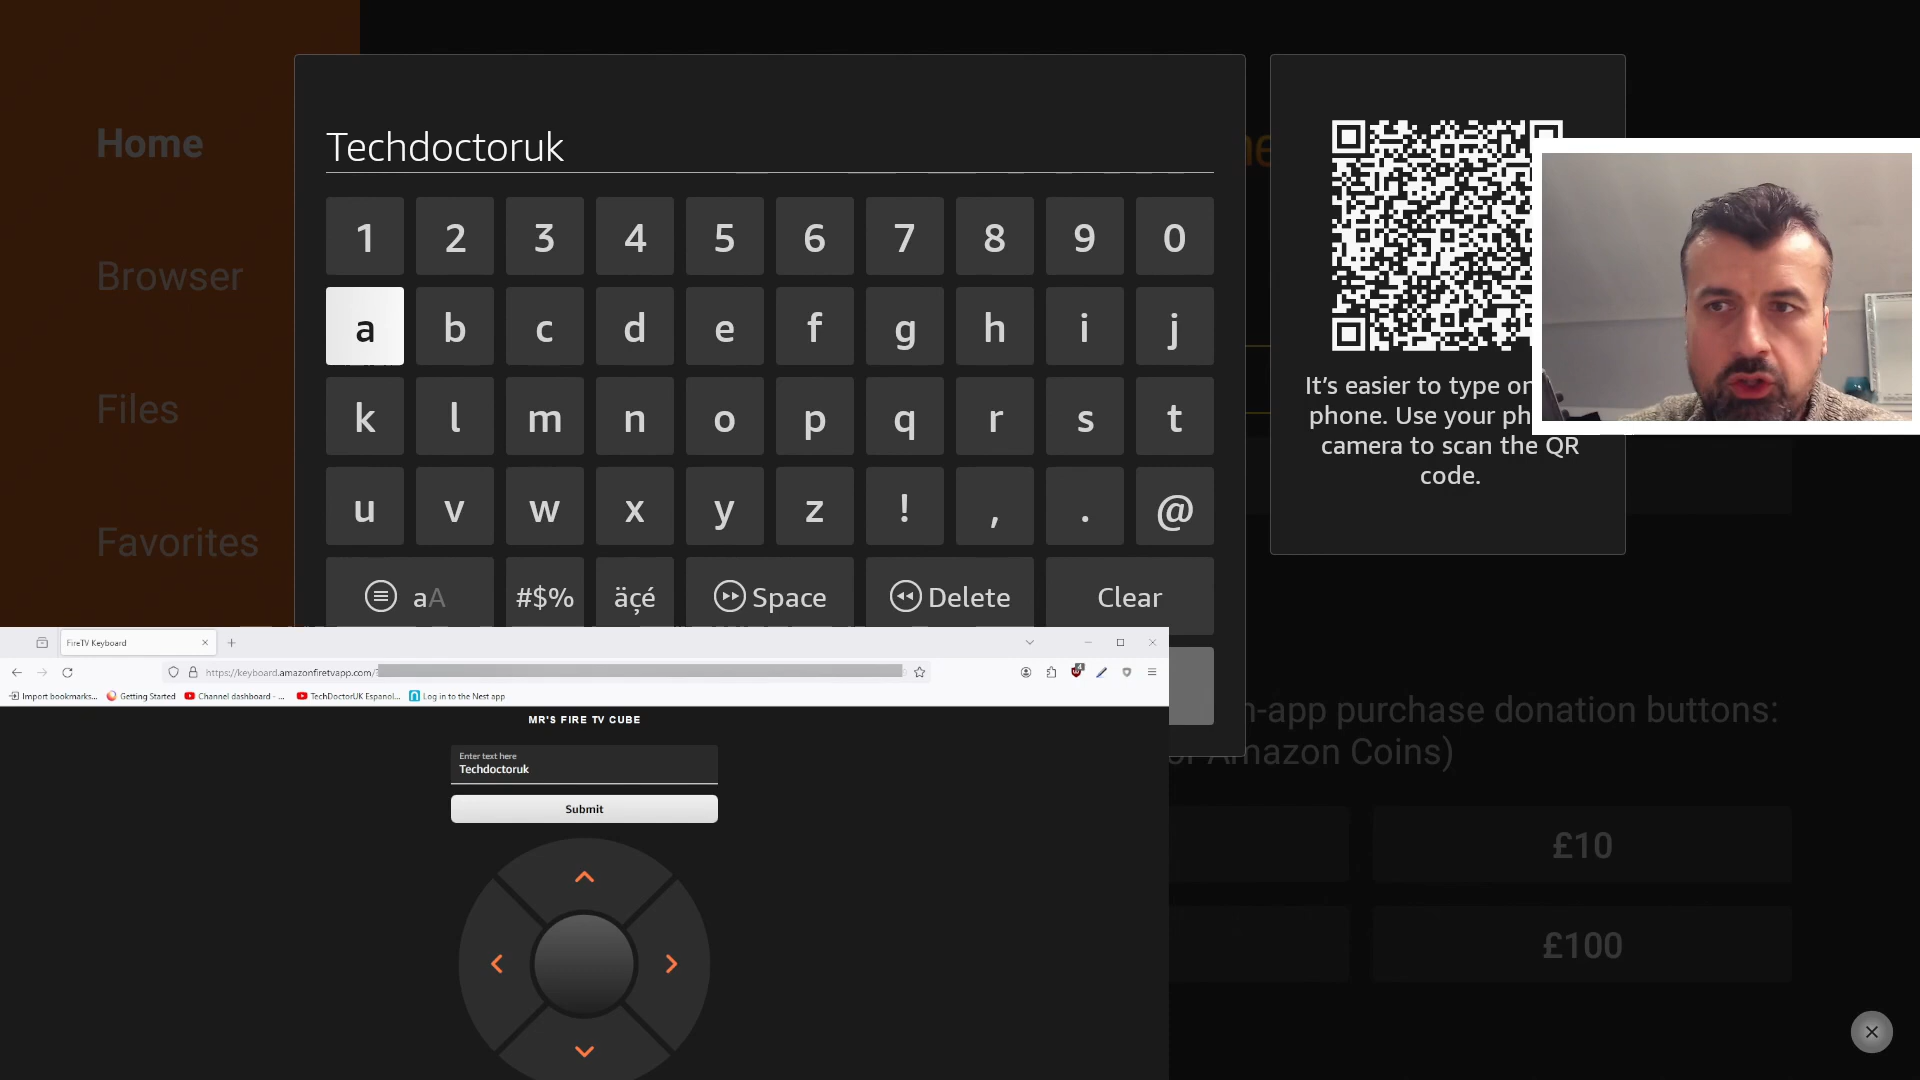 Home
Browser
Files
Favorites
Techdoctoruk
1 2 3 4 5 6 7 8 9 0
a b c d e f g h i j
k l m n o p q r s t
u v w x y z ! , . @
aA #$% äçé Space Delete Clear
It's easier to type on
phone. Use your
camera to scan the QR
code.
FireTV Keyboard
https://keyboard.amazonfiretvapp.com/
Import bookmarks... Getting Started Channel dashboard - ... TechDoctorUK Espanol... Log in to the Nest app
MR'S FIRE TV CUBE
Enter text here
Techdoctoruk
Submit
-app purchase donation buttons:
Amazon Coins)
£10
£100